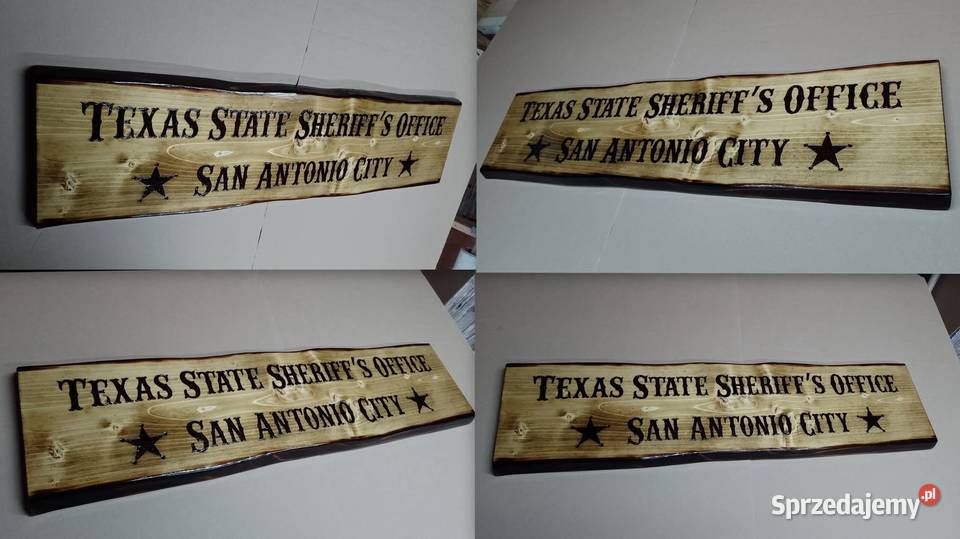 TEXAS STATE SHERIFF'S OFFICE
SAN ANTONIO CITY
TEXAS STATE SHERIFF'S OFFICE
SAN ANTONIO CITY
TEXAS STATE SHERIFF'S OFFICE
SAN ANTONIO CITY
TEXAS STATE SHERIFF'S OFFICE
SAN ANTONIO CITY
Sprzedajemy.pl